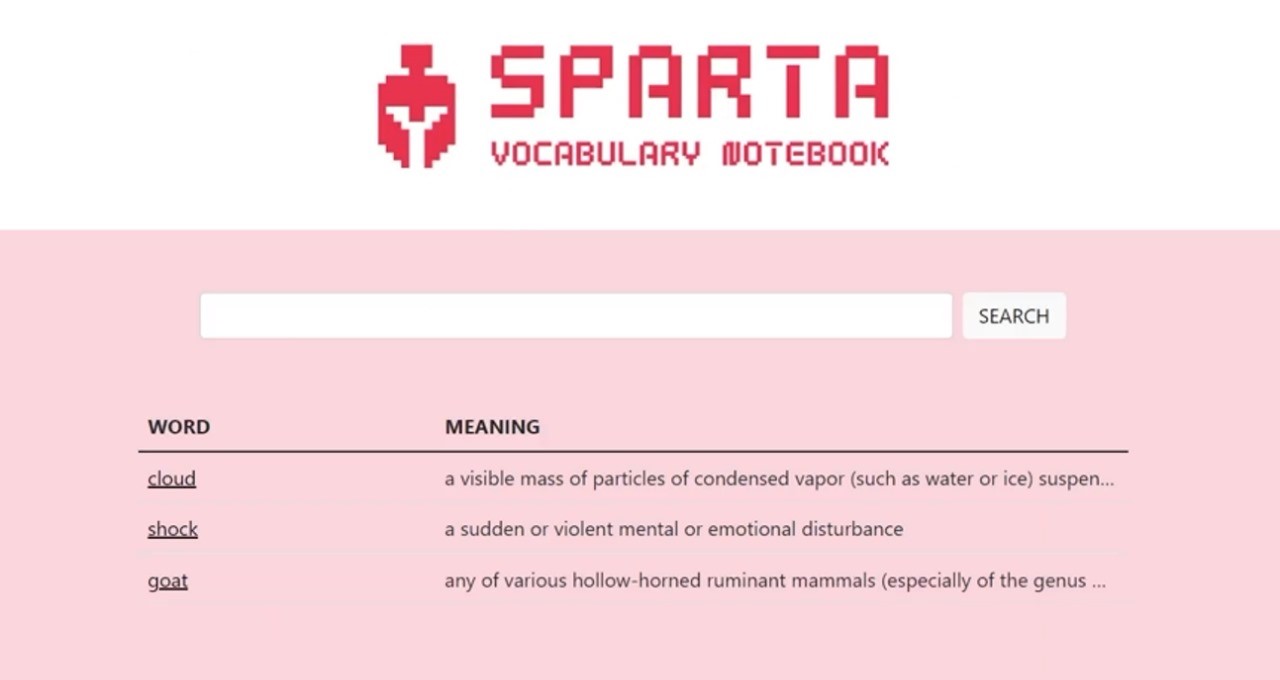 SPARTA
VOCABULARY NOTEBOOK
SEARCH
WORD MEANING
cloud a visible mass of particles of condensed vapor (such as water or ice) suspen...
shock a sudden or violent mental or emotional disturbance
goat any of various hollow-horned ruminant mammals (especially of the genus ...